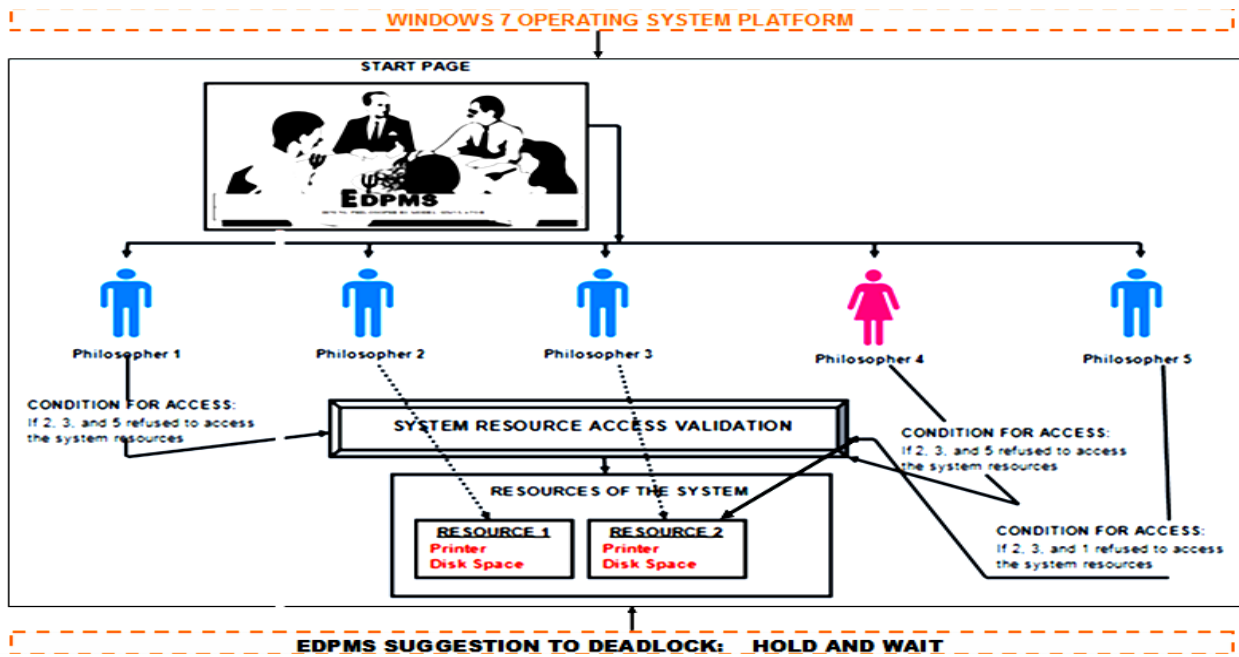 WINDOWS 7 OPERATING SYSTEM PLATFORM
START PAGE
EDPMS
Philosopher 1
Philosopher 2
Philosopher 3
Philosopher 4
Philosopher 5
CONDITION FOR ACCESS:
If 2, 3, and 5 refused to access
the system resources
SYSTEM RESOURCE ACCESS VALIDATION
CONDITION FOR ACCESS:
If 2, 3, and 5 refused to access
the system resources
RESOURCES OF THE SYSTEM
RESOURCE 1
Printer
Disk Space
RESOURCE 2
Printer
Disk Space
CONDITION FOR ACCESS:
If 2, 3, and 1 refused to access
the system resources
EDPMS SUGGESTION TO DEADLOCK: HOLD AND WAIT